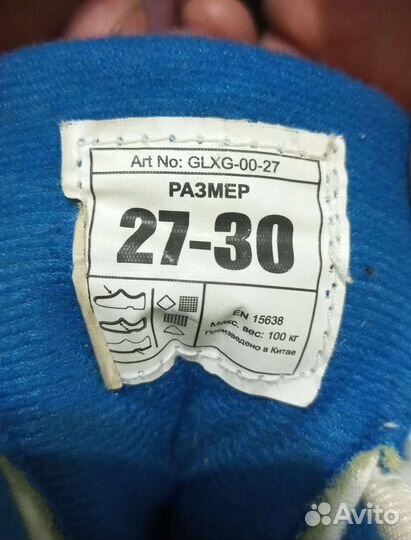 Art No: GLXG-00-27
РАЗМЕР
27-30
EN 15638
Макс. вес: 100 кг
Произведено в Китае
Avito